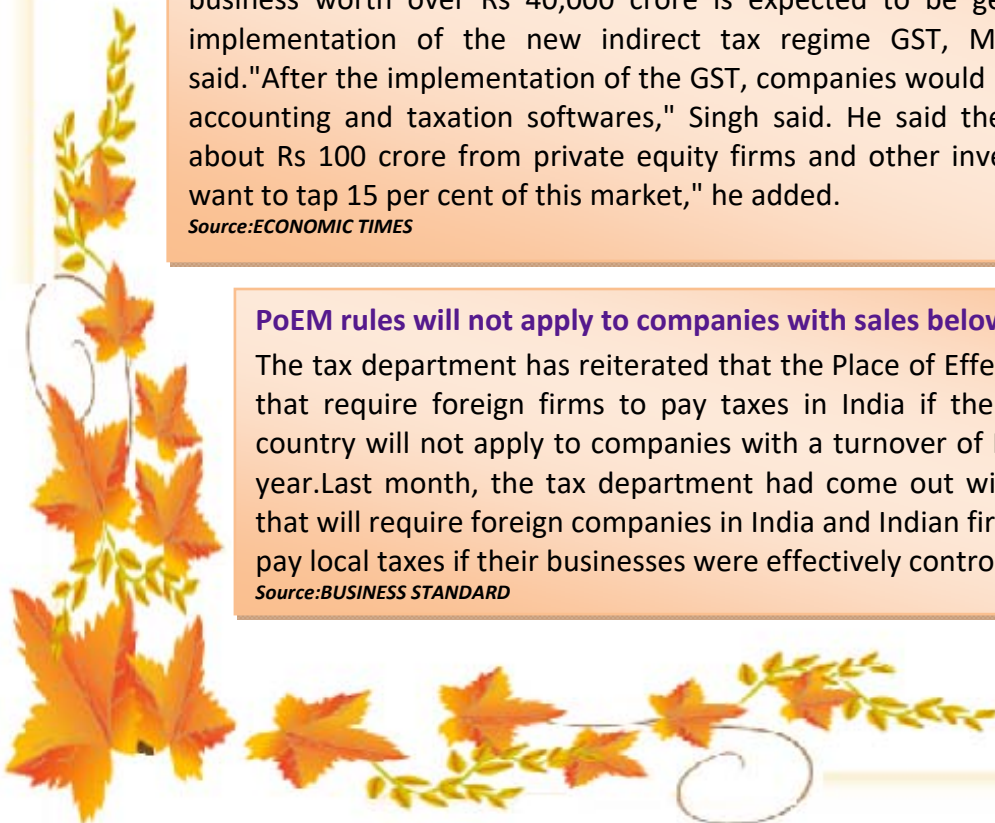 business worth over Rs 40,000 crore is expected to be ge
implementation of the new indirect tax regime GST, M
said."After the implementation of the GST, companies would
accounting and taxation softwares," Singh said. He said the
about Rs 100 crore from private equity firms and other inve
want to tap 15 per cent of this market," he added.
Source:ECONOMIC TIMES
PoEM rules will not apply to companies with sales below
The tax department has reiterated that the Place of Effe
that require foreign firms to pay taxes in India if the
country will not apply to companies with a turnover of
year.Last month, the tax department had come out wi
that will require foreign companies in India and Indian fir
pay local taxes if their businesses were effectively contro
Source:BUSINESS STANDARD